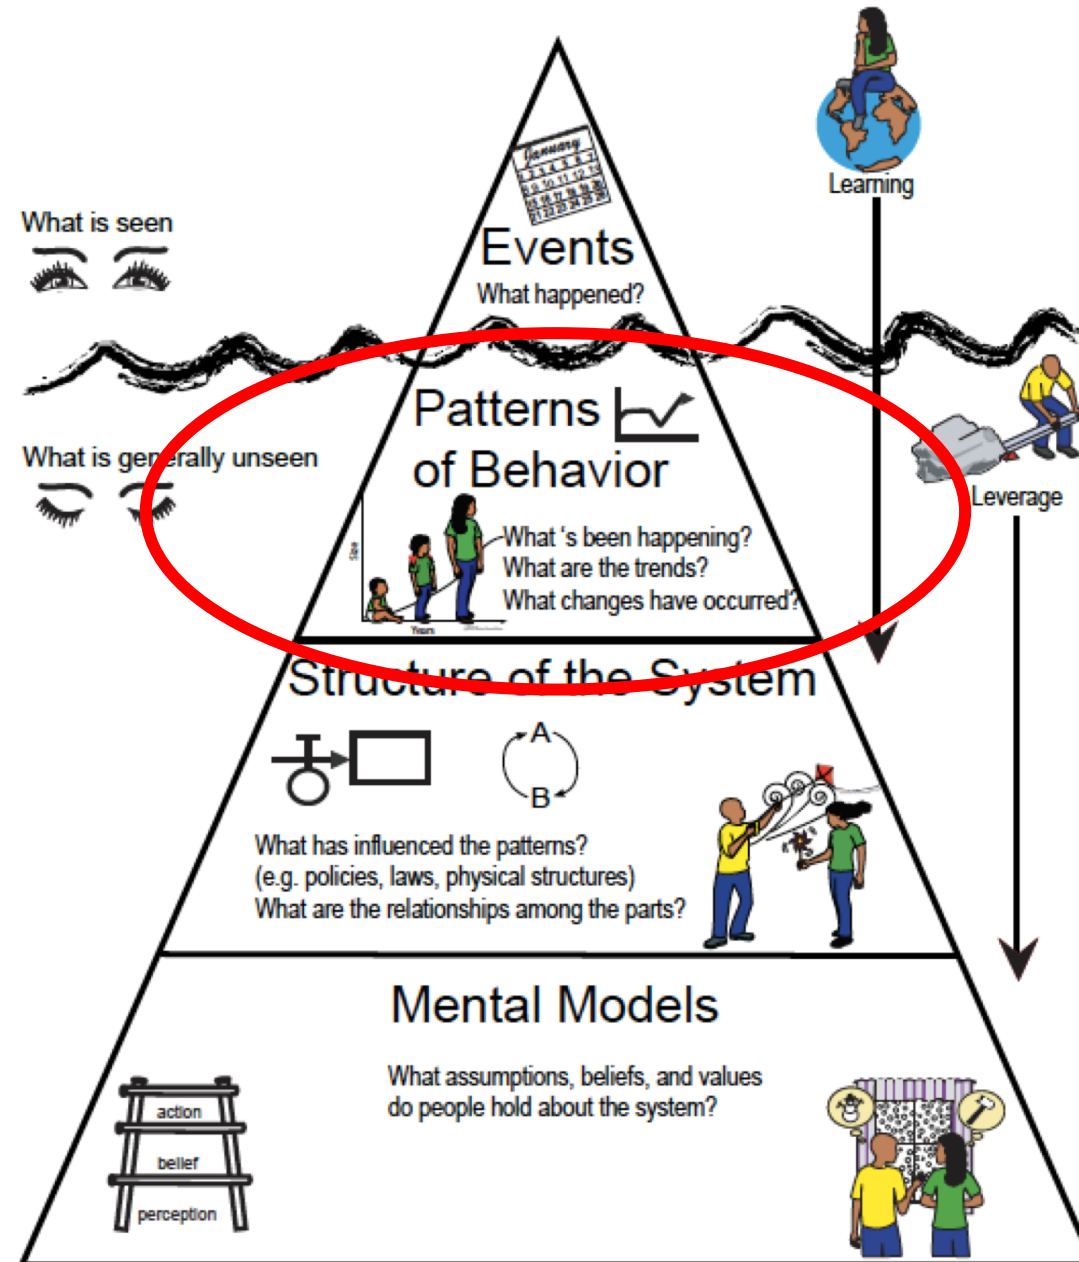 Learning
What is seen
January
Events
What happened?
Patterns
of Behavior
What is generally unseen
Leverage
Size
What 's been happening?
What are the trends?
What changes have occurred?
Years
Structure of the System
A
B
What has influenced the patterns?
(e.g. policies, laws, physical structures)
What are the relationships among the parts?
Mental Models
What assumptions, beliefs, and values
do people hold about the system?
action
belief
perception